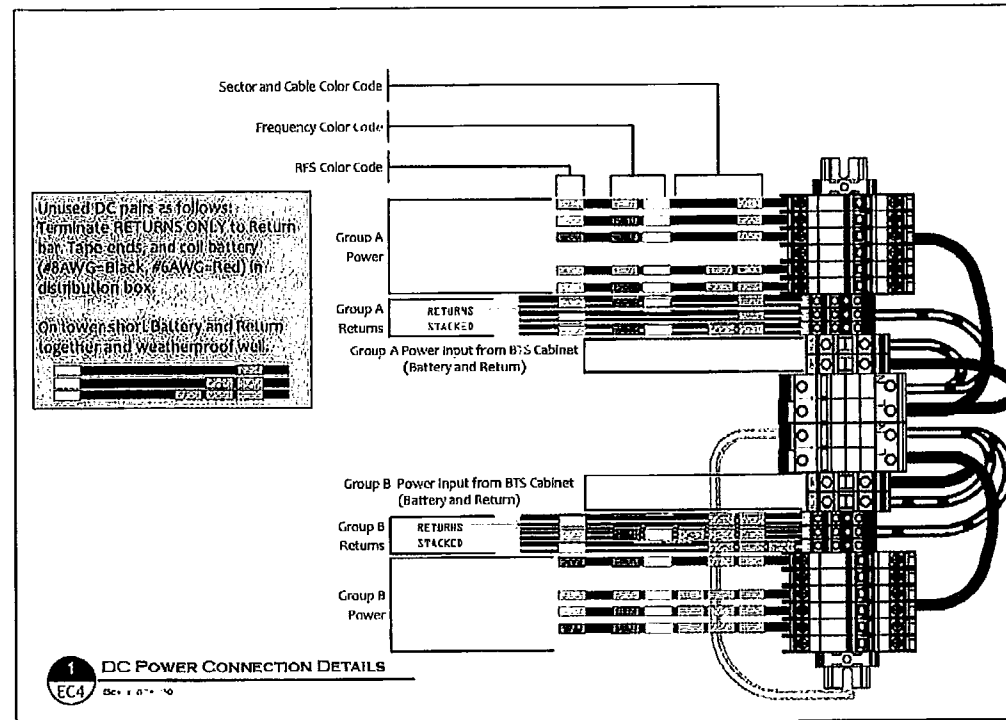 Sector and Cable Color Code
Frequency Color Code
RFS Color Code
Unused DC pairs as follows:
Terminate RETURNS ONLY to Return
bar. Tape ends, and coil battery
(#8AWG=Black, #6AWG=Red) in
distribution box.
On tower short Battery and Return
together and weatherproof well.
Group A
Power
Group A
Returns
RETURNS
STACKED
Group A Power Input from BTS Cabinet
(Battery and Return)
Group B Power Input from BTS Cabinet
(Battery and Return)
Group B
Returns
RETURNS
STACKED
Group B
Power
1
EC4
DC POWER CONNECTION DETAILS